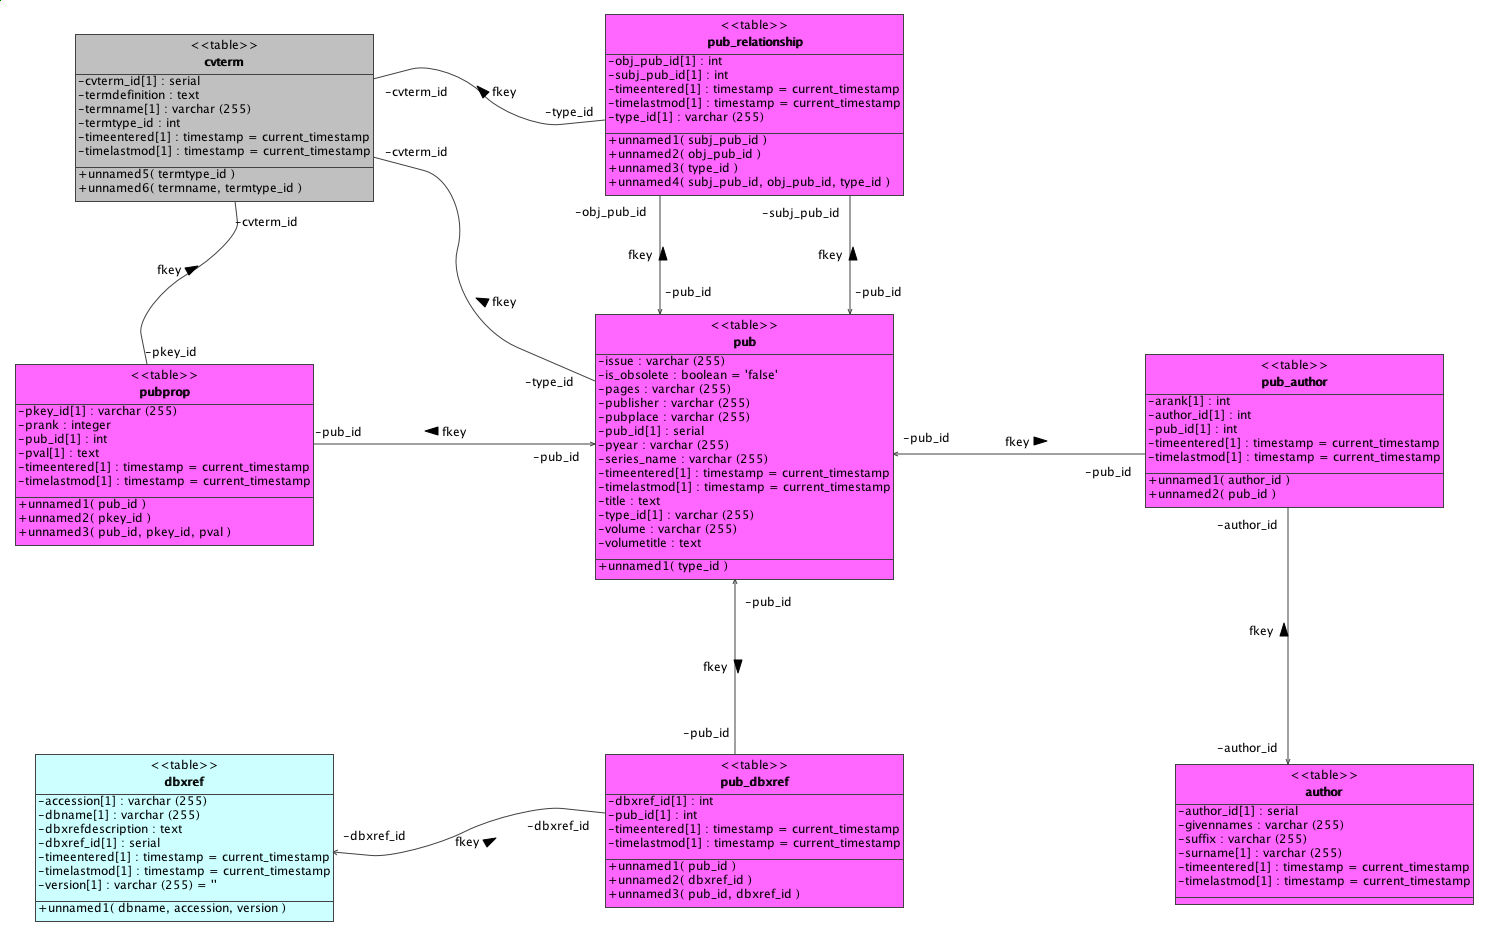 <<table>>
cvterm
-cvterm_id[1] : serial
-termdefinition : text
-termname[1] : varchar (255)
-termtype_id : int
-timeentered[1] : timestamp = current_timestamp
-timelastmod[1] : timestamp = current_timestamp
+unnamed5( termtype_id )
+unnamed6( termname, termtype_id )
<<table>>
pub_relationship
-obj_pub_id[1] : int
-subj_pub_id[1] : int
-timeentered[1] : timestamp = current_timestamp
-timelastmod[1] : timestamp = current_timestamp
-type_id[1] : varchar (255)
+unnamed1( subj_pub_id )
+unnamed2( obj_pub_id )
+unnamed3( type_id )
+unnamed4( subj_pub_id, obj_pub_id, type_id )
-cvterm_id
fkey
-type_id
-cvterm_id
fkey
-type_id
-cvterm_id
fkey
-pkey_id
-obj_pub_id
fkey
-pub_id
-subj_pub_id
fkey
-pub_id
<<table>>
pubprop
-pkey_id[1] : varchar (255)
-prank : integer
-pub_id[1] : int
-pval[1] : text
-timeentered[1] : timestamp = current_timestamp
-timelastmod[1] : timestamp = current_timestamp
+unnamed1( pub_id )
+unnamed2( pkey_id )
+unnamed3( pub_id, pkey_id, pval )
-pub_id
fkey
-pub_id
<<table>>
pub
-issue : varchar (255)
-is_obsolete : boolean = 'false'
-pages : varchar (255)
-publisher : varchar (255)
-pubplace : varchar (255)
-pub_id[1] : serial
-pyear : varchar (255)
-series_name : varchar (255)
-timeentered[1] : timestamp = current_timestamp
-timelastmod[1] : timestamp = current_timestamp
-title : text
-type_id[1] : varchar (255)
-volume : varchar (255)
-volumetitle : text
+unnamed1( type_id )
-pub_id
fkey
-pub_id
<<table>>
pub_author
-arank[1] : int
-author_id[1] : int
-pub_id[1] : int
-timeentered[1] : timestamp = current_timestamp
-timelastmod[1] : timestamp = current_timestamp
+unnamed1( author_id )
+unnamed2( pub_id )
-author_id
fkey
-author_id
-pub_id
fkey
-pub_id
<<table>>
dbxref
-accession[1] : varchar (255)
-dbname[1] : varchar (255)
-dbxrefdescription : text
-dbxref_id[1] : serial
-timeentered[1] : timestamp = current_timestamp
-timelastmod[1] : timestamp = current_timestamp
-version[1] : varchar (255) = ''
+unnamed1( dbname, accession, version )
-dbxref_id
fkey
-dbxref_id
<<table>>
pub_dbxref
-dbxref_id[1] : int
-pub_id[1] : int
-timeentered[1] : timestamp = current_timestamp
-timelastmod[1] : timestamp = current_timestamp
+unnamed1( pub_id )
+unnamed2( dbxref_id )
+unnamed3( pub_id, dbxref_id )
<<table>>
author
-author_id[1] : serial
-givennames : varchar (255)
-suffix : varchar (255)
-surname[1] : varchar (255)
-timeentered[1] : timestamp = current_timestamp
-timelastmod[1] : timestamp = current_timestamp